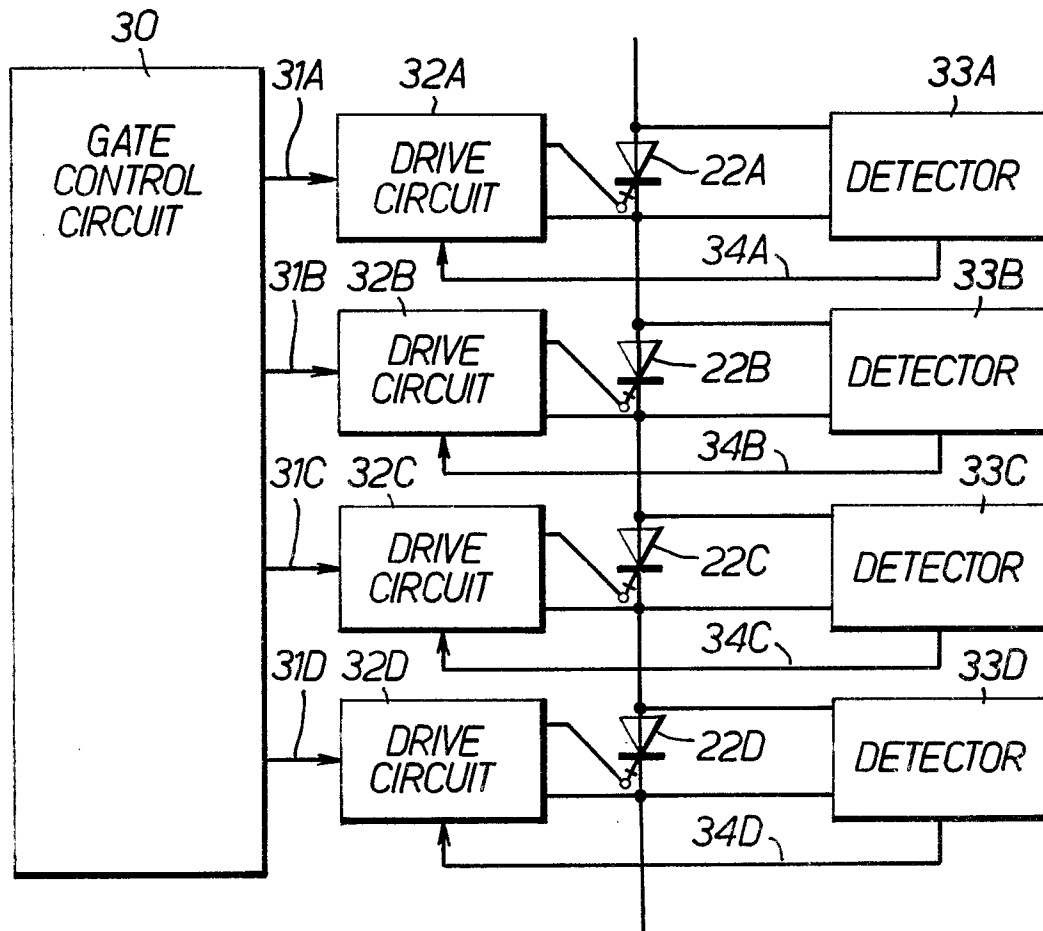 30
31A
32A
33A
GATE
CONTROL
CIRCUIT
DRIVE
CIRCUIT
22A
DETECTOR
34A
31B
32B
33B
DRIVE
CIRCUIT
22B
DETECTOR
34B
31C
32C
33C
DRIVE
CIRCUIT
22C
DETECTOR
34C
31D
32D
33D
DRIVE
CIRCUIT
22D
DETECTOR
34D